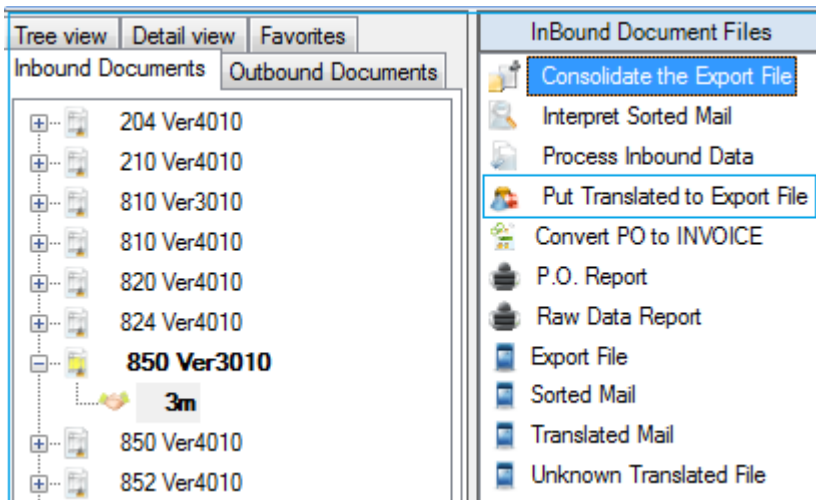 Tree view
Detail view
Favorites
Inbound Documents
Outbound Documents
204 Ver4010
210 Ver4010
810 Ver3010
810 Ver4010
820 Ver4010
824 Ver4010
850 Ver3010
3m
850 Ver4010
852 Ver4010
InBound Document Files
Consolidate the Export File
Interpret Sorted Mail
Process Inbound Data
Put Translated to Export File
Convert PO to INVOICE
P.O. Report
Raw Data Report
Export File
Sorted Mail
Translated Mail
Unknown Translated File